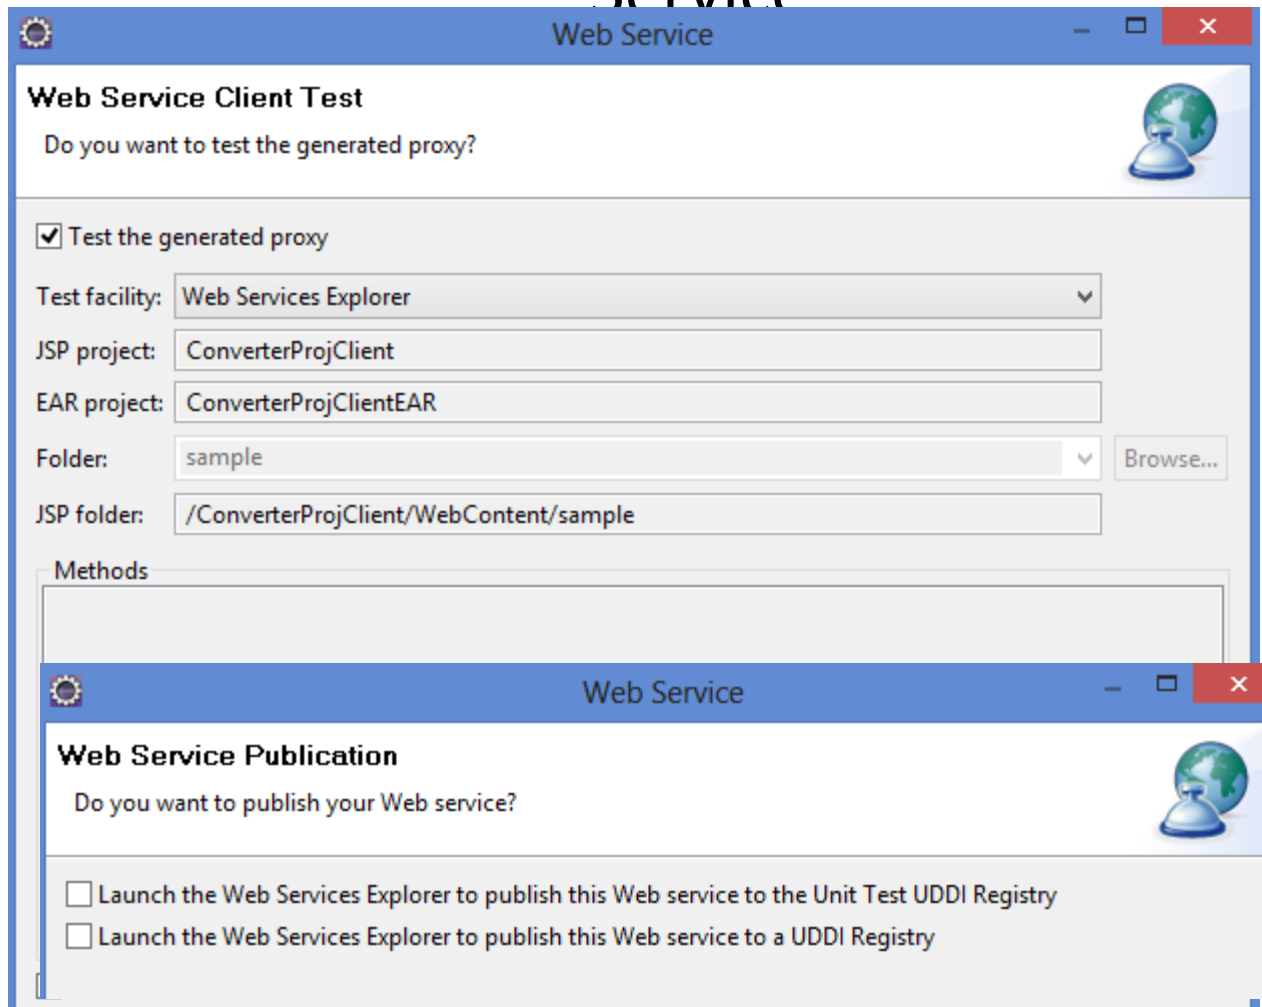 Service
Web Service
Web Service Client Test
Do you want to test the generated proxy?
Test the generated proxy
Test facility: Web Services Explorer
JSP project: ConverterProjClient
EAR project: ConverterProjClientEAR
Folder: sample Browse...
JSP folder: /ConverterProjClient/WebContent/sample
Methods
Web Service
Web Service Publication
Do you want to publish your Web service?
Launch the Web Services Explorer to publish this Web service to the Unit Test UDDI Registry
Launch the Web Services Explorer to publish this Web service to a UDDI Registry